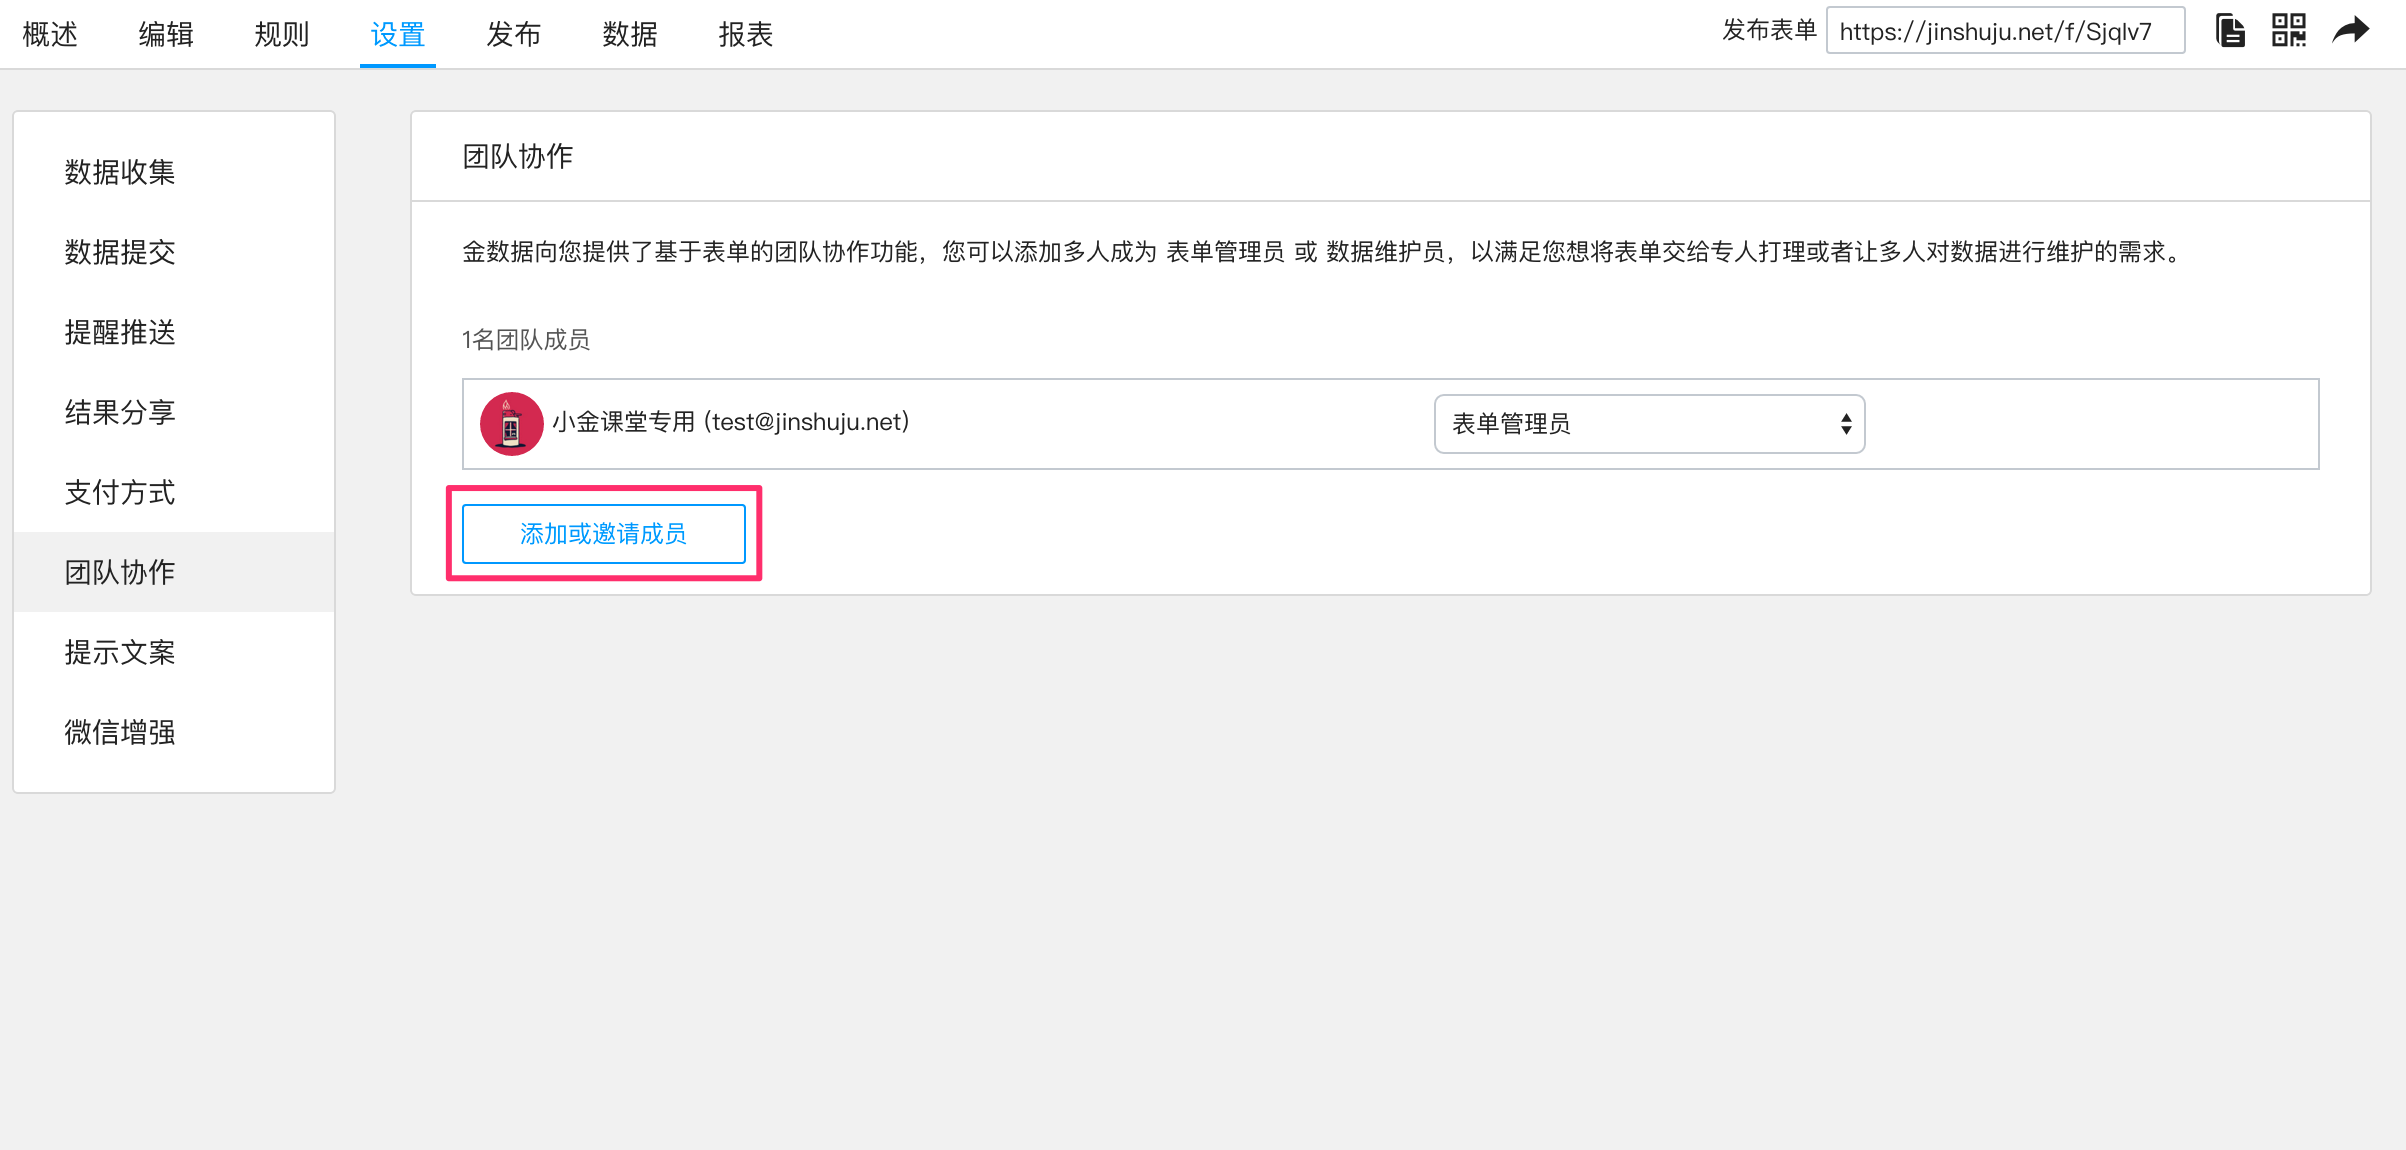 概述 编辑 规则 设置 发布 数据 报表 发布表单 https://jinshuju.net/f/Sjqlv7
数据收集
数据提交
提醒推送
结果分享
支付方式
团队协作
提示文案
微信增强
团队协作
金数据向您提供了基于表单的团队协作功能，您可以添加多人成为 表单管理员 或 数据维护员，以满足您想将表单交给专人打理或者让多人对数据进行维护的需求。
1名团队成员
小金课堂专用 (test@jinshuju.net) 表单管理员
添加或邀请成员